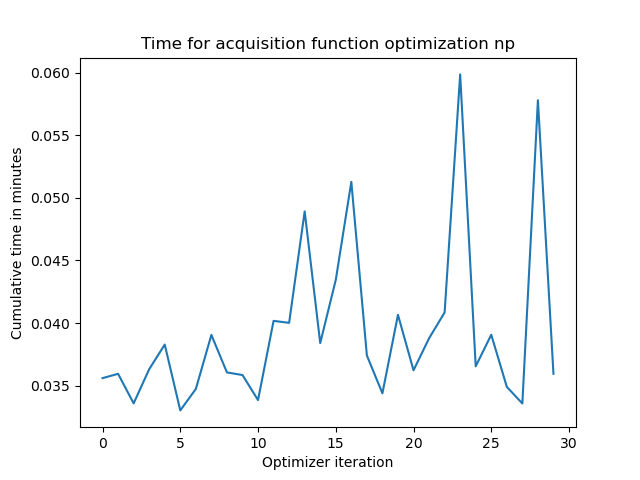 Time for acquisition function optimization np
Cumulative time in minutes
0.060
0.055
0.050
0.045
0.040
0.035
0 5 10 15 20 25 30
Optimizer iteration